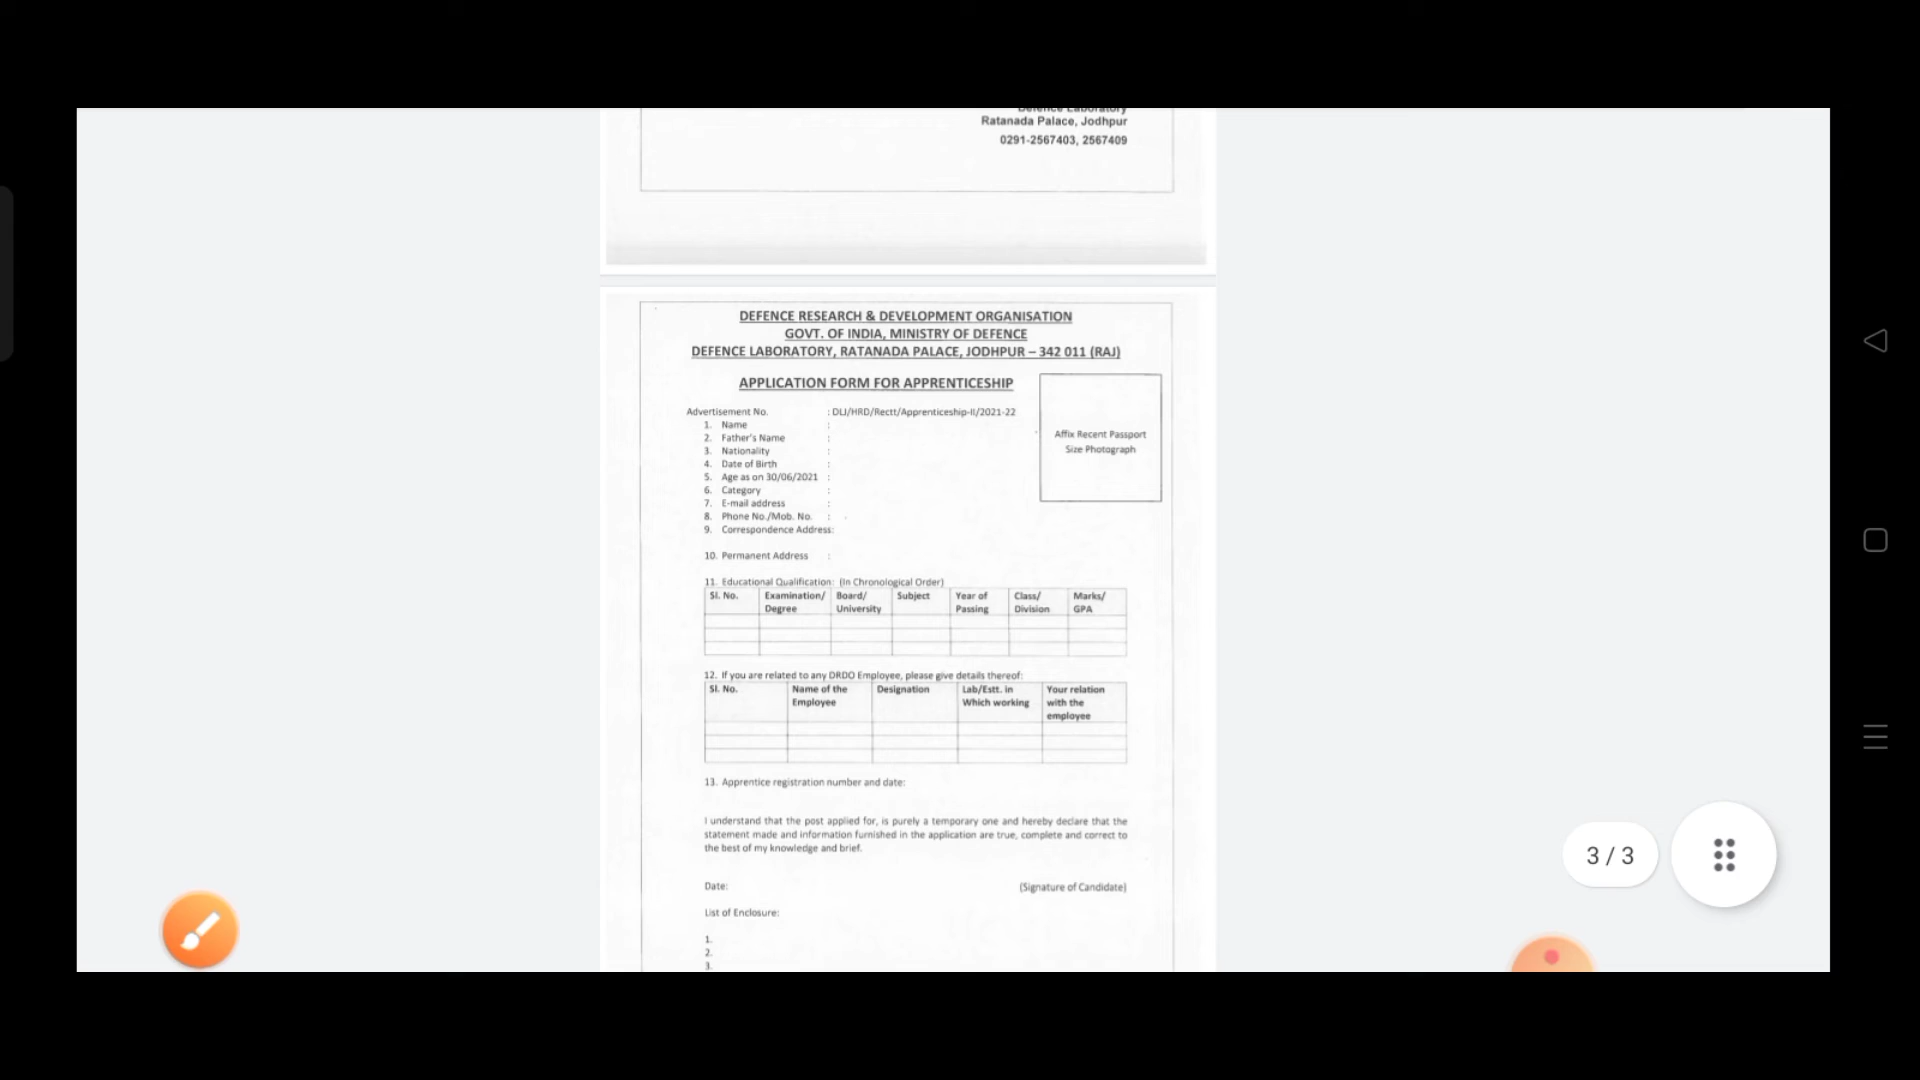 Defence Laboratory
Ratanada Palace, Jodhpur
0291-2567403, 2567409
DEFENCE RESEARCH & DEVELOPMENT ORGANISATION
GOVT. OF INDIA, MINISTRY OF DEFENCE
DEFENCE LABORATORY, RATANADA PALACE, JODHPUR – 342 011 (RAJ)
APPLICATION FORM FOR APPRENTICESHIP
Affix Recent Passport
Size Photograph
Advertisement No. : DLJ/HRD/Rectt/Apprenticeship-II/2021-22
1. Name :
2. Father's Name :
3. Nationality :
4. Date of Birth :
5. Age as on 30/06/2021 :
6. Category :
7. E-mail address :
8. Phone No./Mob. No. :
9. Correspondence Address:
10. Permanent Address :
11. Educational Qualification: (In Chronological Order)
Sl. No. Examination/ Board/ Subject Year of Class/ Marks/
Degree University Passing Division GPA
12. If you are related to any DRDO Employee, please give details thereof:
Sl. No. Name of the Designation Lab/Estt. in Your relation
Employee Which working with the
employee
13. Apprentice registration number and date:
I understand that the post applied for, is purely a temporary one and hereby declare that the
statement made and information furnished in the application are true, complete and correct to
the best of my knowledge and brief.
Date: (Signature of Candidate)
List of Enclosure:
1.
2.
3.
3 / 3